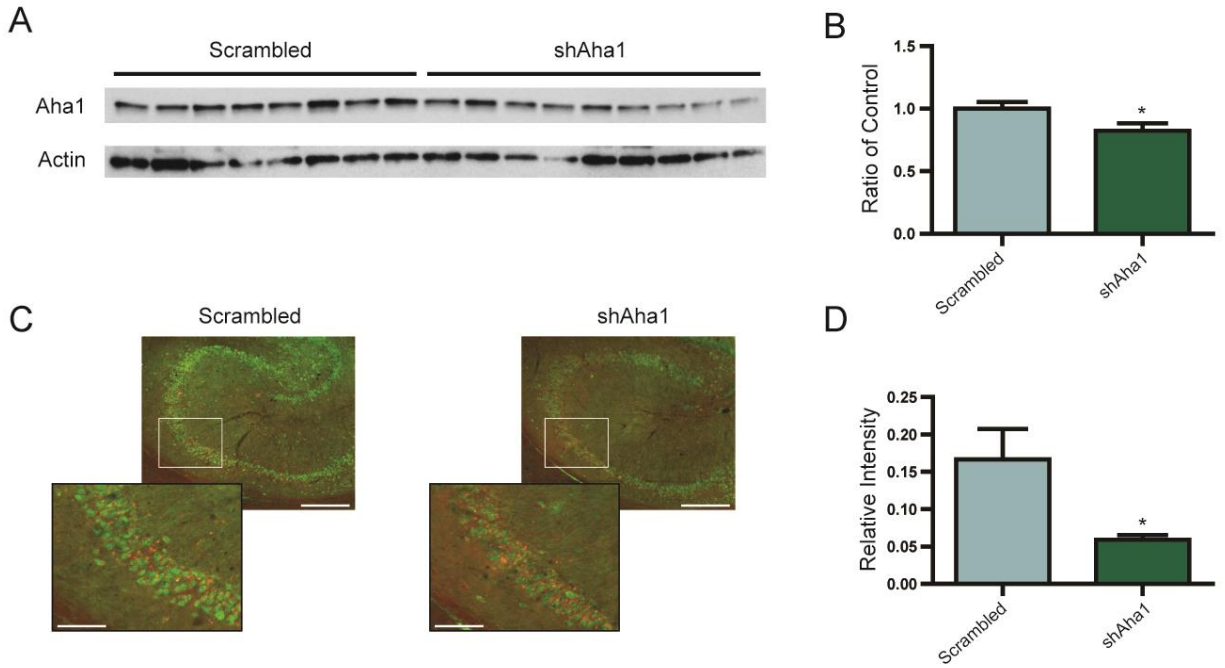 A
Scrambled
shAha1
Aha1
Actin
B
Ratio of Control
1.5
1.0
0.5
0.0
*
Scrambled
shAha1
C
Scrambled
shAha1
D
Relative Intensity
0.25
0.20
0.15
0.10
0.05
0.00
*
Scrambled
shAha1